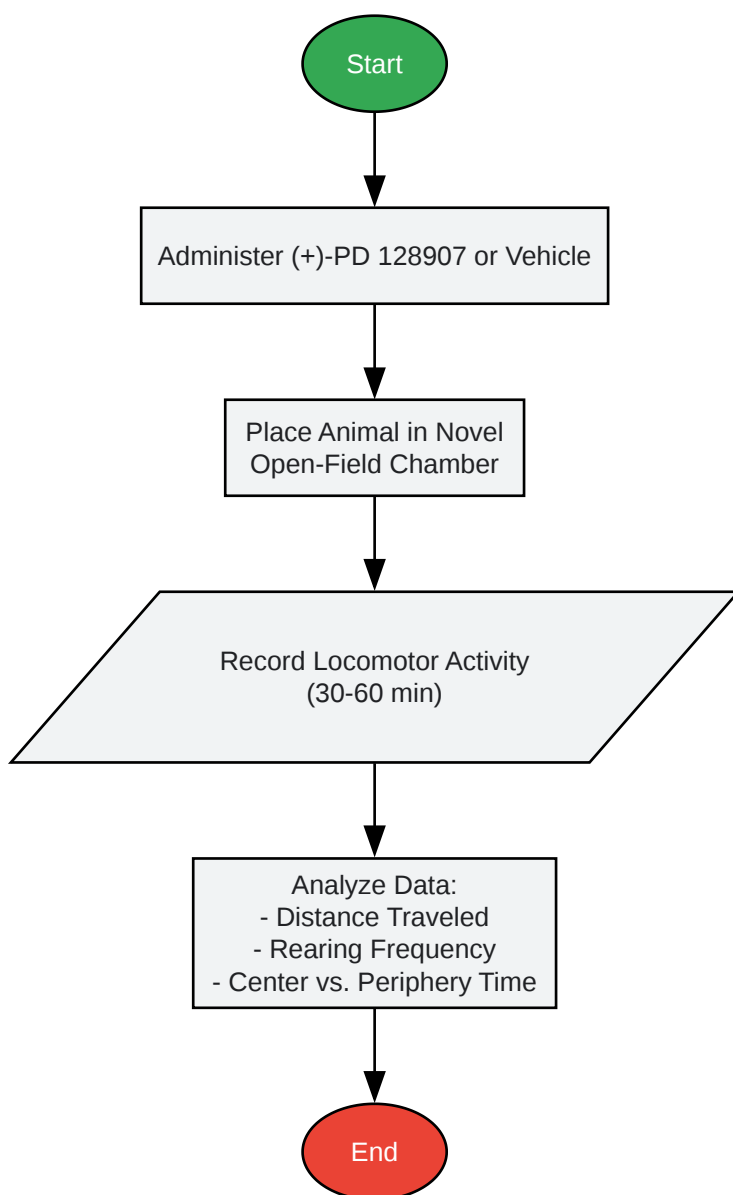 Start
Administer (+)-PD 128907 or Vehicle
Place Animal in Novel
Open-Field Chamber
Record Locomotor Activity
(30-60 min)
Analyze Data:
- Distance Traveled
- Rearing Frequency
- Center vs. Periphery Time
End